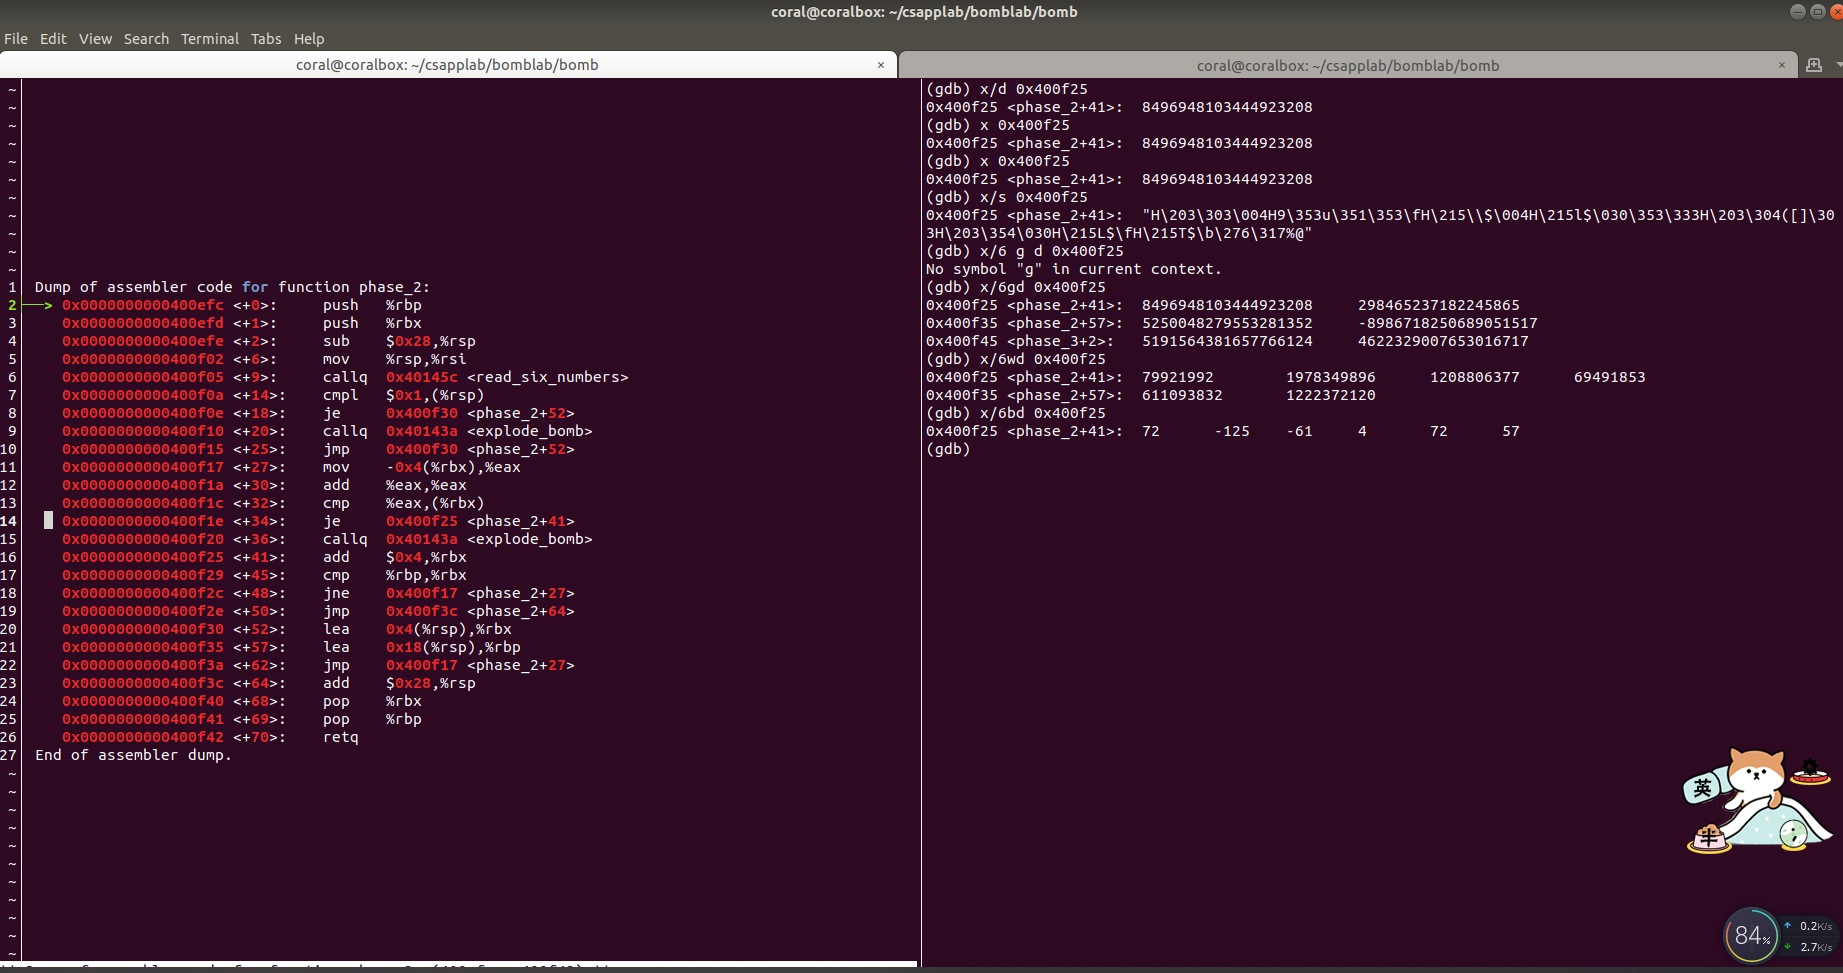 coral@coralbox: ~/csapplab/bomblab/bomb
File Edit View Search Terminal Tabs Help
coral@coralbox: ~/csapplab/bomblab/bomb ×
coral@coralbox: ~/csapplab/bomblab/bomb ×
~
~
~
~
~
~
~
~
~
~
~
1 Dump of assembler code for function phase_2:
2 ──> 0x0000000000400efc <+0>: push %rbp
3 0x0000000000400efd <+1>: push %rbx
4 0x0000000000400efe <+2>: sub $0x28,%rsp
5 0x0000000000400f02 <+6>: mov %rsp,%rsi
6 0x0000000000400f05 <+9>: callq 0x40145c <read_six_numbers>
7 0x0000000000400f0a <+14>: cmpl $0x1,(%rsp)
8 0x0000000000400f0e <+18>: je 0x400f30 <phase_2+52>
9 0x0000000000400f10 <+20>: callq 0x40143a <explode_bomb>
10 0x0000000000400f15 <+25>: jmp 0x400f30 <phase_2+52>
11 0x0000000000400f17 <+27>: mov -0x4(%rbx),%eax
12 0x0000000000400f1a <+30>: add %eax,%eax
13 0x0000000000400f1c <+32>: cmp %eax,(%rbx)
14 0x0000000000400f1e <+34>: je 0x400f25 <phase_2+41>
15 0x0000000000400f20 <+36>: callq 0x40143a <explode_bomb>
16 0x0000000000400f25 <+41>: add $0x4,%rbx
17 0x0000000000400f29 <+45>: cmp %rbp,%rbx
18 0x0000000000400f2c <+48>: jne 0x400f17 <phase_2+27>
19 0x0000000000400f2e <+50>: jmp 0x400f3c <phase_2+64>
20 0x0000000000400f30 <+52>: lea 0x4(%rsp),%rbx
21 0x0000000000400f35 <+57>: lea 0x18(%rsp),%rbp
22 0x0000000000400f3a <+62>: jmp 0x400f17 <phase_2+27>
23 0x0000000000400f3c <+64>: add $0x28,%rsp
24 0x0000000000400f40 <+68>: pop %rbx
25 0x0000000000400f41 <+69>: pop %rbp
26 0x0000000000400f42 <+70>: retq
27 End of assembler dump.
~
~
~
~
~
~
~
~
~
~
~
(gdb) x/d 0x400f25
0x400f25 <phase_2+41>: 8496948103444923208
(gdb) x 0x400f25
0x400f25 <phase_2+41>: 8496948103444923208
(gdb) x 0x400f25
0x400f25 <phase_2+41>: 8496948103444923208
(gdb) x/s 0x400f25
0x400f25 <phase_2+41>: "H\203\303\004H9\353u\351\353\fH\215\\$\004H\215l$\030\353\333H\203\304([]\30
3H\203\354\030H\215L$\fH\215T$\b\276\317%@"
(gdb) x/6 g d 0x400f25
No symbol "g" in current context.
(gdb) x/6gd 0x400f25
0x400f25 <phase_2+41>: 8496948103444923208 298465237182245865
0x400f35 <phase_2+57>: 5250048279553281352 -8986718250689051517
0x400f45 <phase_3+2>: 5191564381657766124 4622329007653016717
(gdb) x/6wd 0x400f25
0x400f25 <phase_2+41>: 79921992 1978349896 1208806377 69491853
0x400f35 <phase_2+57>: 611093832 1222372120
(gdb) x/6bd 0x400f25
0x400f25 <phase_2+41>: 72 -125 -61 4 72 57
(gdb)
英
半
84%
0.2K/s
2.7K/s